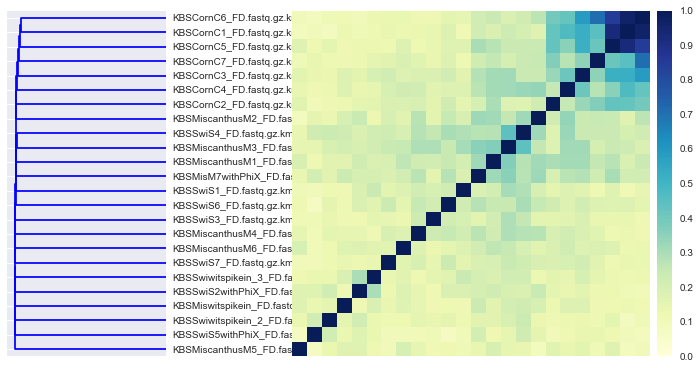 KBSCornC6_FD.fastq.gz.k
KBSCornC1_FD.fastq.gz.k
KBSCornC5_FD.fastq.gz.k
KBSCornC7_FD.fastq.gz.k
KBSCornC3_FD.fastq.gz.k
KBSCornC4_FD.fastq.gz.k
KBSCornC2_FD.fastq.gz.k
KBSMiscanthusM2_FD.fas
KBSSwiS4_FD.fastq.gz.km
KBSMiscanthusM3_FD.fas
KBSMiscanthusM1_FD.fas
KBSMisM7withPhiX_FD.fas
KBSSwiS1_FD.fastq.gz.km
KBSSwiS6_FD.fastq.gz.km
KBSSwiS3_FD.fastq.gz.km
KBSMiscanthusM4_FD.fas
KBSMiscanthusM6_FD.fas
KBSSwiS7_FD.fastq.gz.km
KBSSwiwitspikein_3_FD.fa
KBSSwiS2withPhiX_FD.fas
KBSMiswitspikein_FD.fastq
KBSSwiwitspikein_2_FD.fa
KBSSwiS5withPhiX_FD.fas
KBSMiscanthusM5_FD.fas
1.0
0.9
0.8
0.7
0.6
0.5
0.4
0.3
0.2
0.1
0.0